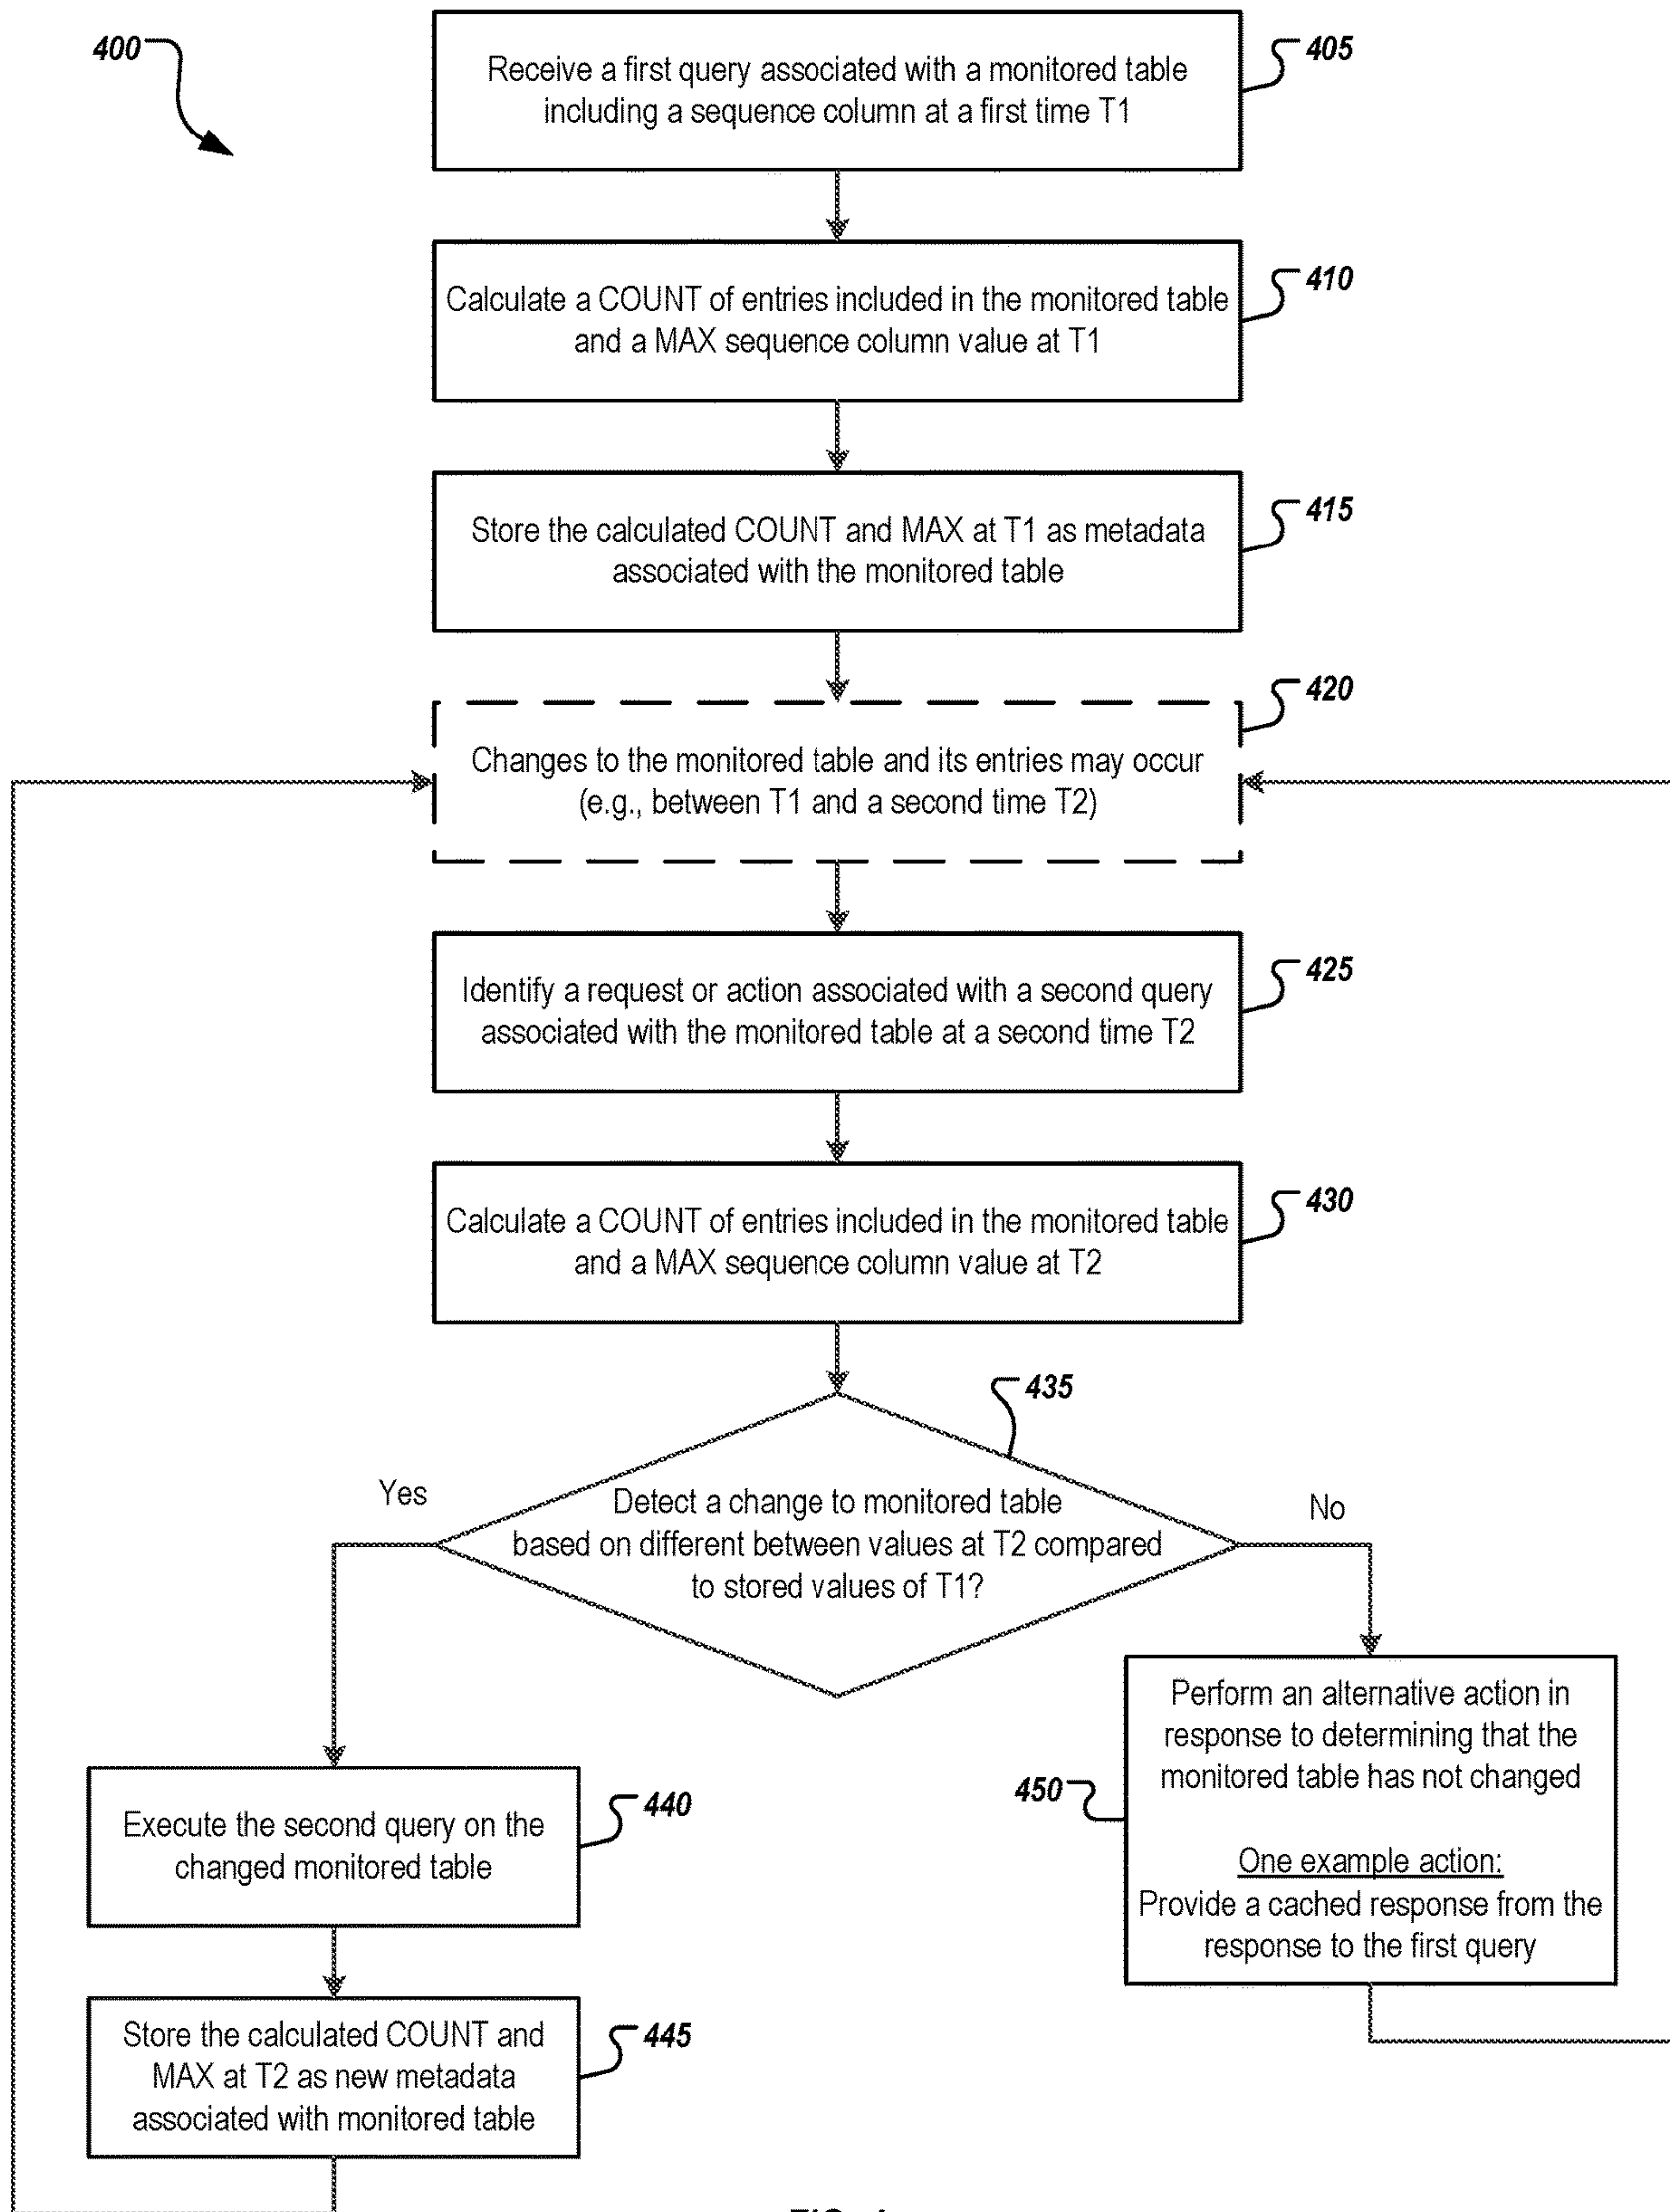 400
Receive a first query associated with a monitored table
including a sequence column at a first time T1
405
Calculate a COUNT of entries included in the monitored table
and a MAX sequence column value at T1
410
Store the calculated COUNT and MAX at T1 as metadata
associated with the monitored table
415
Changes to the monitored table and its entries may occur
(e.g., between T1 and a second time T2)
420
Identify a request or action associated with a second query
associated with the monitored table at a second time T2
425
Calculate a COUNT of entries included in the monitored table
and a MAX sequence column value at T2
430
435
Detect a change to monitored table
based on different between values at T2 compared
to stored values of T1?
Yes
No
Execute the second query on the
changed monitored table
440
Store the calculated COUNT and
MAX at T2 as new metadata
associated with monitored table
445
Perform an alternative action in
response to determining that the
monitored table has not changed
One example action:
Provide a cached response from the
response to the first query
450